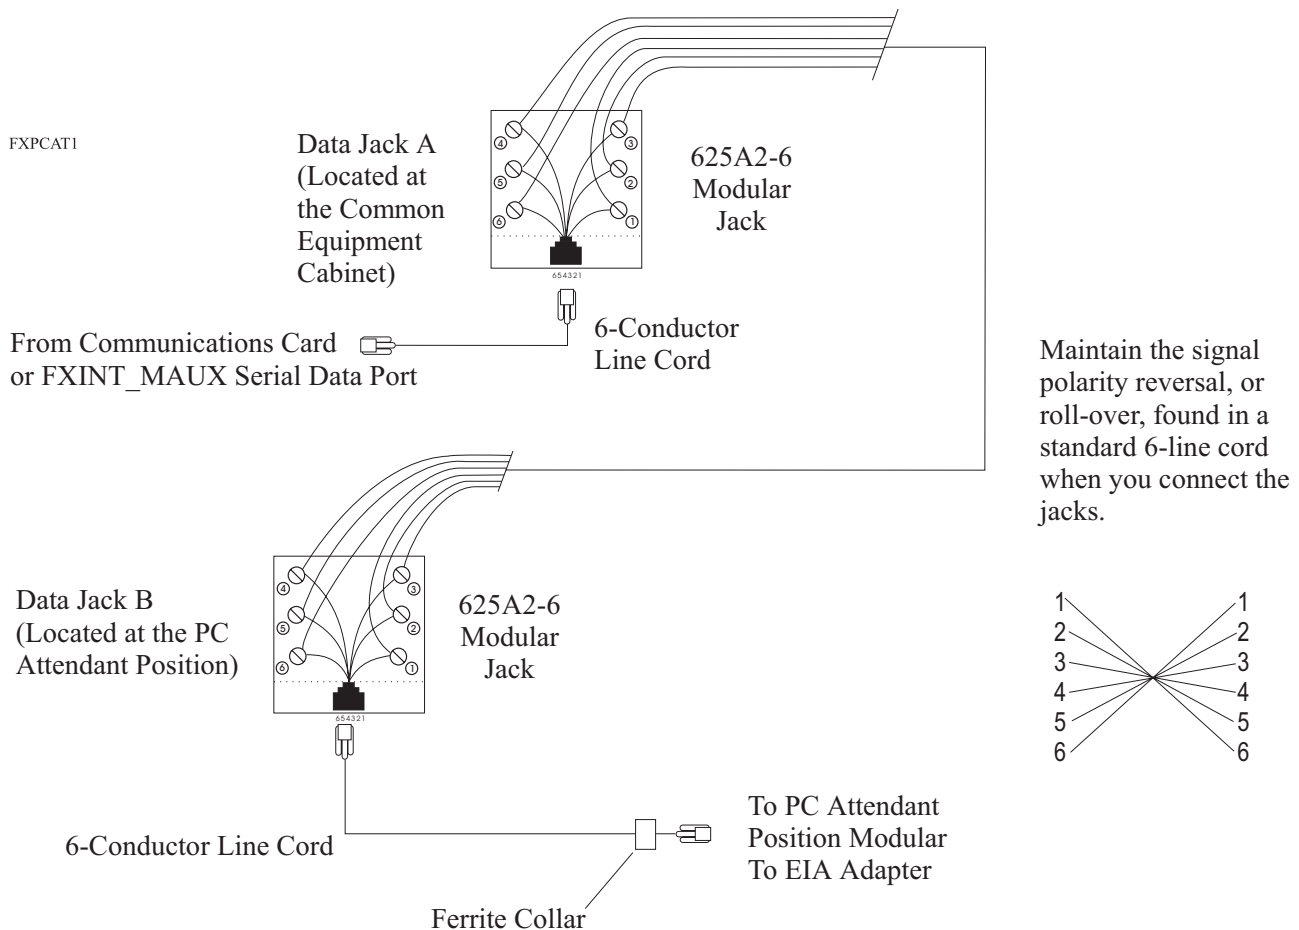 FXPCAT1
Data Jack A
(Located at
the Common
Equipment
Cabinet)
4
5
6
3
2
1
654321
625A2-6
Modular
Jack
From Communications Card
or FXINT_MAUX Serial Data Port
6-Conductor
Line Cord
Maintain the signal
polarity reversal, or
roll-over, found in a
standard 6-line cord
when you connect the
jacks.
Data Jack B
(Located at the PC
Attendant Position)
4
5
6
3
2
1
654321
625A2-6
Modular
Jack
1 1
2 2
3 3
4 4
5 5
6 6
6-Conductor Line Cord
To PC Attendant
Position Modular
To EIA Adapter
Ferrite Collar